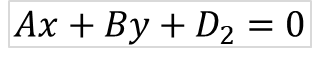 Ax + By + D₂ = 0